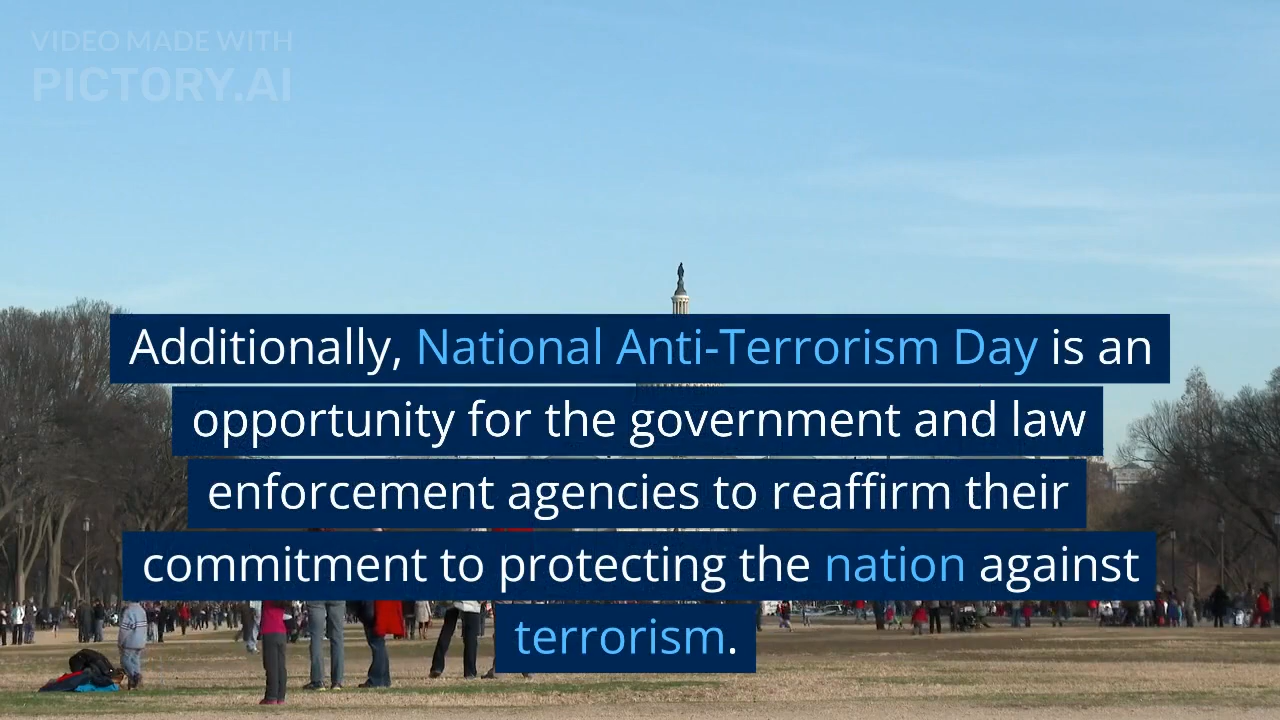 VIDEO MADE WITH
PICTORY.AI
Additionally, National Anti-Terrorism Day is an
opportunity for the government and law
enforcement agencies to reaffirm their
commitment to protecting the nation against
terrorism.